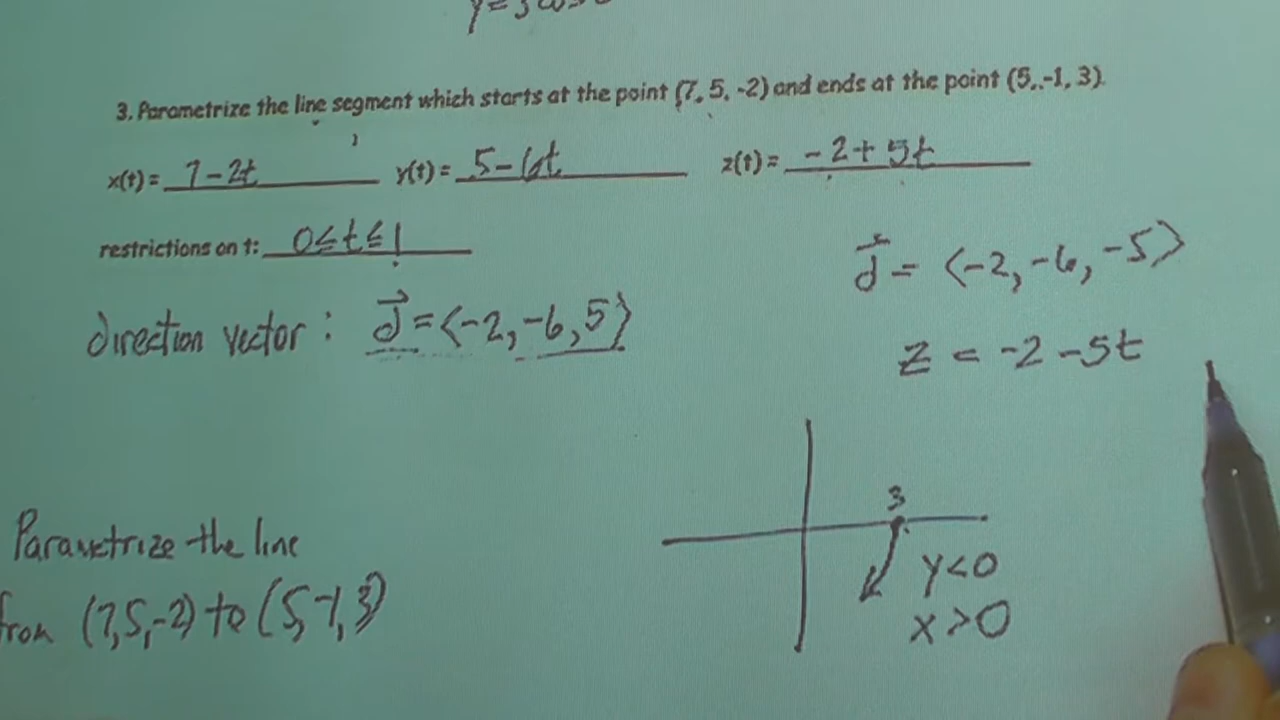 3. Parametrize the line segment which starts at the point (7, 5, -2) and ends at the point (5,.-1, 3).
x(t) = 7-2t y(t) = 5-6t z(t) = -2+5t
restrictions on t: 0≤t≤1
d⃗ = ⟨-2, -6, -5⟩
direction vector : d⃗ = ⟨-2, -6, 5⟩
z = -2 -5t
3
Parametrize the line
y<0
from (7,5,-2) to (5,-1,3)
x>0